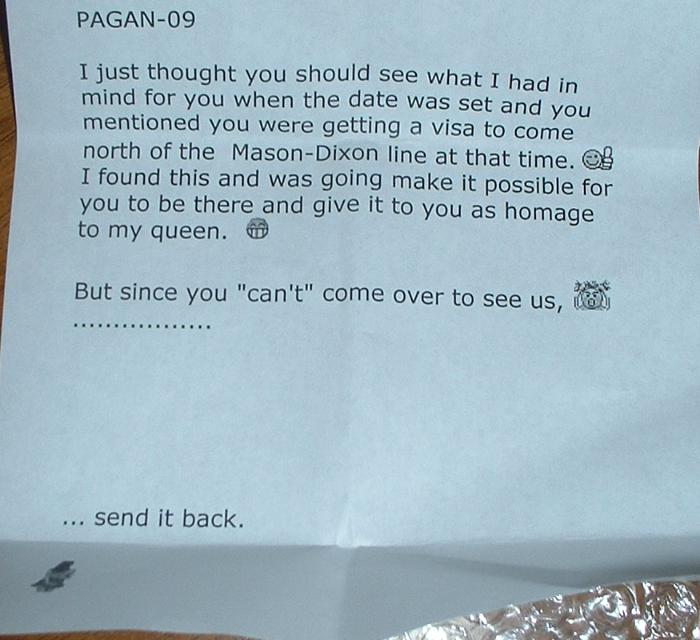 PAGAN-09
I just thought you should see what I had in
mind for you when the date was set and you
mentioned you were getting a visa to come
north of the Mason-Dixon line at that time.
I found this and was going make it possible for
you to be there and give it to you as homage
to my queen.
But since you "can't" come over to see us,
.................
... send it back.